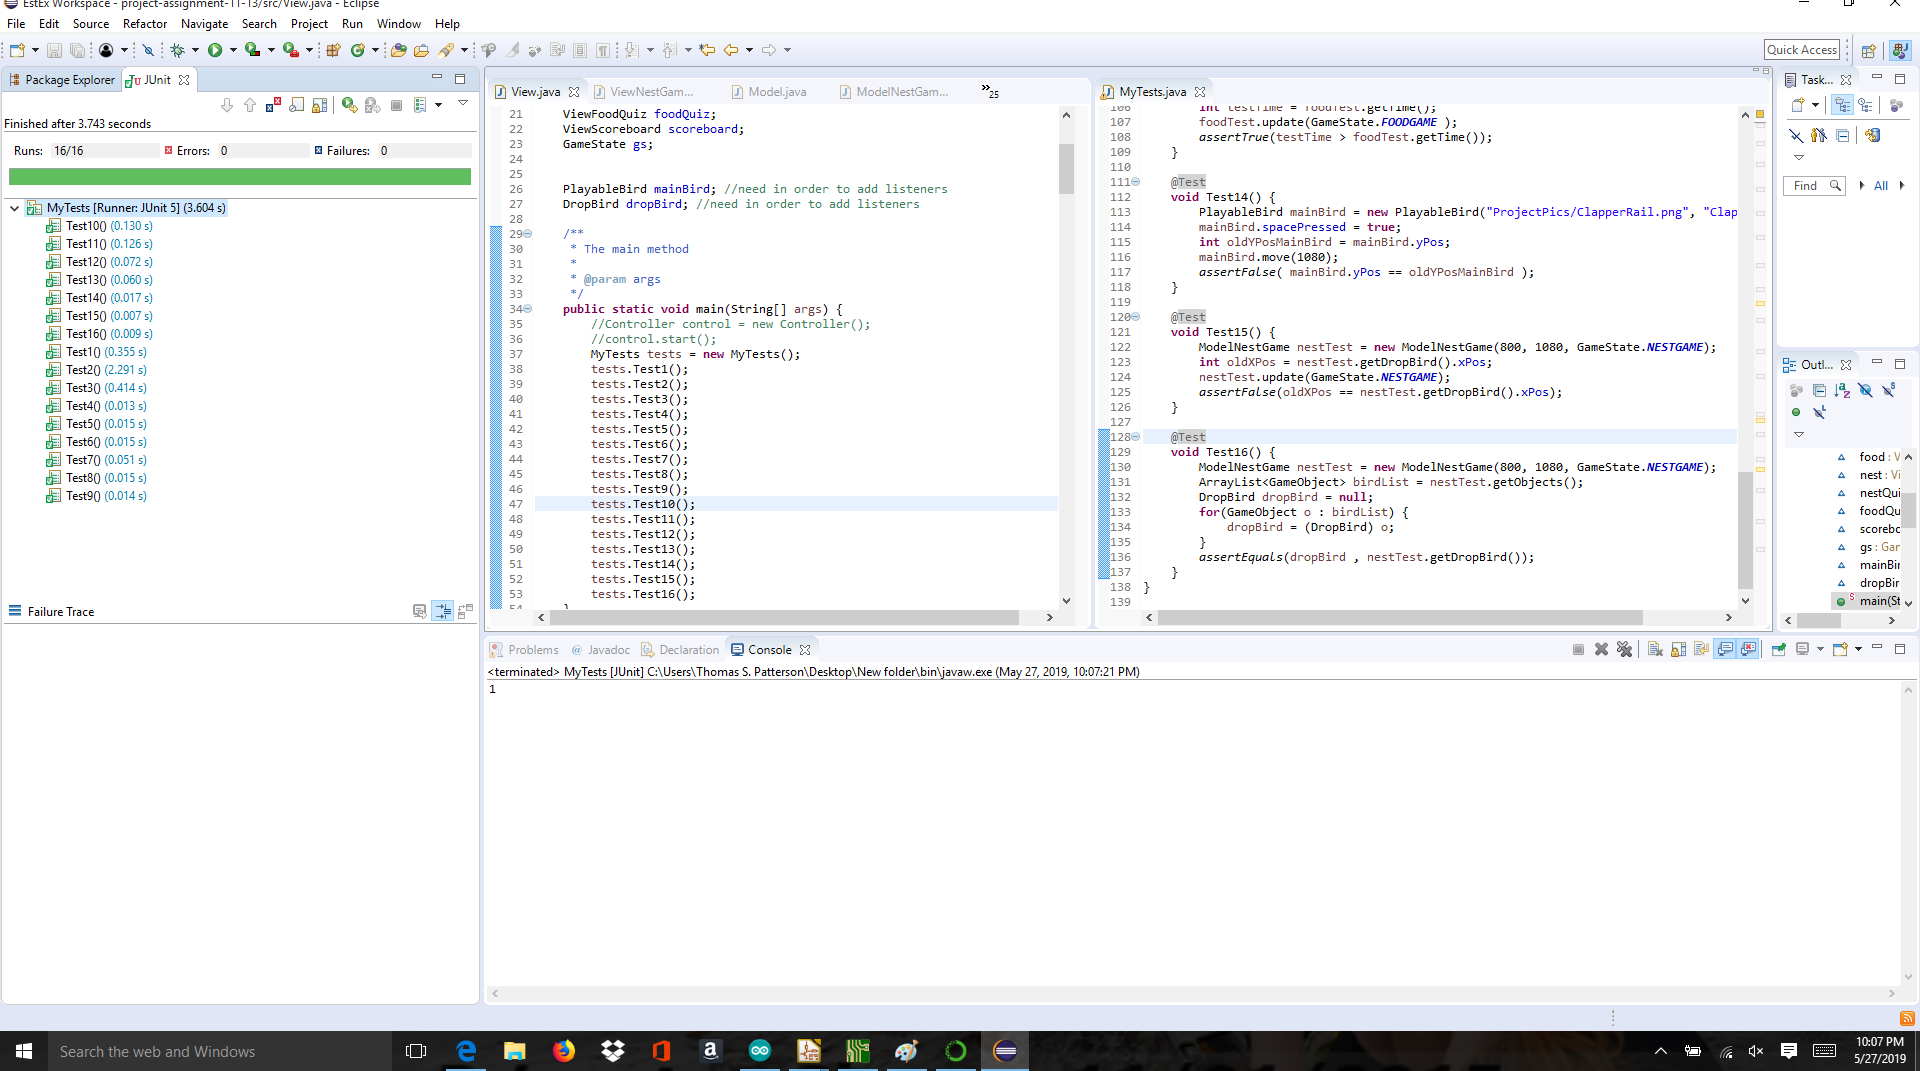 EstEx Workspace - project-assignment-11-13/src/View.java - Eclipse
File Edit Source Refactor Navigate Search Project Run Window Help
Quick Access
Package Explorer JUnit
Finished after 3.743 seconds
Runs: 16/16 Errors: 0 Failures: 0
MyTests [Runner: JUnit 5] (3.604 s)
Test10() (0.130 s)
Test11() (0.126 s)
Test12() (0.072 s)
Test13() (0.060 s)
Test14() (0.017 s)
Test15() (0.007 s)
Test16() (0.009 s)
Test1() (0.355 s)
Test2() (2.291 s)
Test3() (0.414 s)
Test4() (0.013 s)
Test5() (0.015 s)
Test6() (0.015 s)
Test7() (0.051 s)
Test8() (0.015 s)
Test9() (0.014 s)
Failure Trace
View.java ViewNestGam... Model.java ModelNestGam... »25
21 ViewFoodQuiz foodQuiz;
22 ViewScoreboard scoreboard;
23 GameState gs;
24
25
26 PlayableBird mainBird; //need in order to add listeners
27 DropBird dropBird; //need in order to add listeners
28
29 /**
30 * The main method
31 *
32 * @param args
33 */
34 public static void main(String[] args) {
35 //Controller control = new Controller();
36 //control.start();
37 MyTests tests = new MyTests();
38 tests.Test1();
39 tests.Test2();
40 tests.Test3();
41 tests.Test4();
42 tests.Test5();
43 tests.Test6();
44 tests.Test7();
45 tests.Test8();
46 tests.Test9();
47 tests.Test10();
48 tests.Test11();
49 tests.Test12();
50 tests.Test13();
51 tests.Test14();
52 tests.Test15();
53 tests.Test16();
54 }
MyTests.java
106 int testTime = foodTest.getTime();
107 foodTest.update(GameState.FOODGAME );
108 assertTrue(testTime > foodTest.getTime());
109 }
110
111 @Test
112 void Test14() {
113 PlayableBird mainBird = new PlayableBird("ProjectPics/ClapperRail.png", "Clap
114 mainBird.spacePressed = true;
115 int oldYPosMainBird = mainBird.yPos;
116 mainBird.move(1080);
117 assertFalse( mainBird.yPos == oldYPosMainBird );
118 }
119
120 @Test
121 void Test15() {
122 ModelNestGame nestTest = new ModelNestGame(800, 1080, GameState.NESTGAME);
123 int oldXPos = nestTest.getDropBird().xPos;
124 nestTest.update(GameState.NESTGAME);
125 assertFalse(oldXPos == nestTest.getDropBird().xPos);
126 }
127
128 @Test
129 void Test16() {
130 ModelNestGame nestTest = new ModelNestGame(800, 1080, GameState.NESTGAME);
131 ArrayList<GameObject> birdList = nestTest.getObjects();
132 DropBird dropBird = null;
133 for(GameObject o : birdList) {
134 dropBird = (DropBird) o;
135 }
136 assertEquals(dropBird , nestTest.getDropBird());
137 }
138 }
139
Task...
Find All
Outl...
food : V
nest : Vi
nestQui
foodQu
scorebo
gs : Gam
mainBir
dropBir
main(St
Problems Javadoc Declaration Console
<terminated> MyTests [JUnit] C:\Users\Thomas S. Patterson\Desktop\New folder\bin\javaw.exe (May 27, 2019, 10:07:21 PM)
1
Search the web and Windows
10:07 PM
5/27/2019